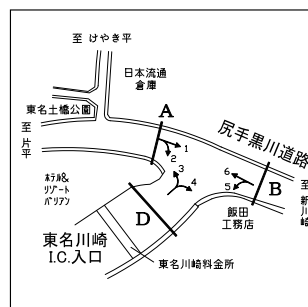 至 けやき平
日本流通
倉庫
東名土橋公園
A
尻手黒川道路
至 片平
1
2
3
4
5
6
B
ホテル&
リゾート
バリアン
D
飯田
工務店
至 新川崎
東名川崎
I.C.入口
東名川崎料金所